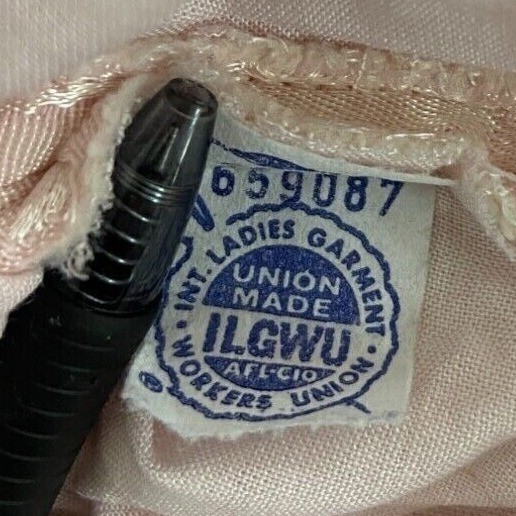 659087
INT. LADIES GARMENT
WORKERS UNION
UNION
MADE
ILGWU
AFL-CIO
©